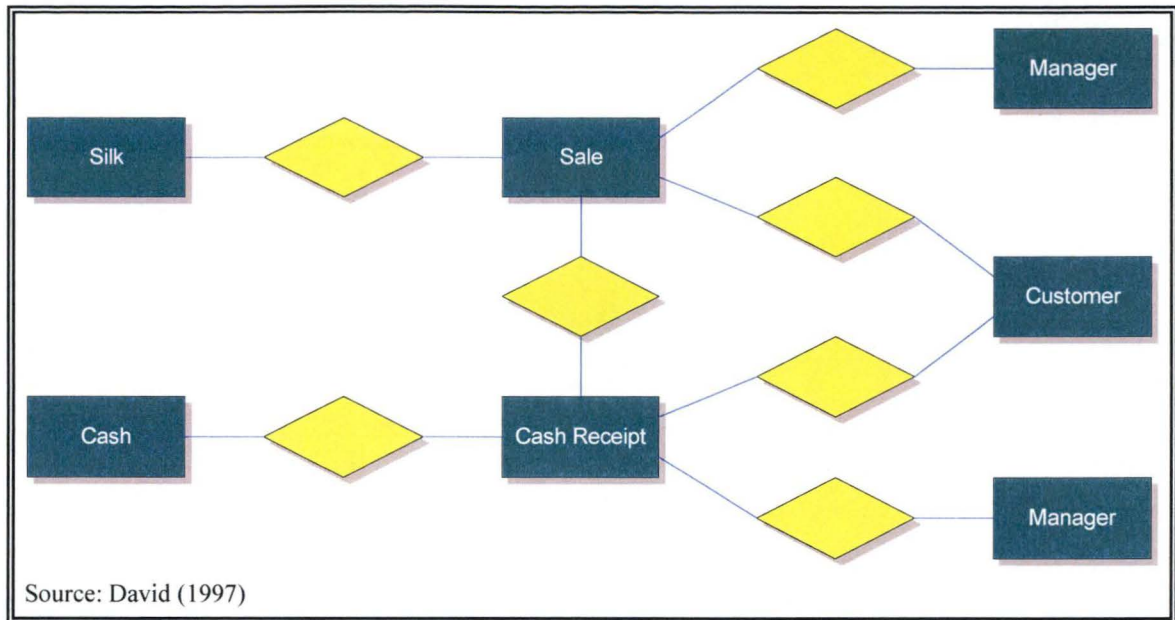 Manager
Silk
Sale
Customer
Cash
Cash Receipt
Manager
Source: David (1997)